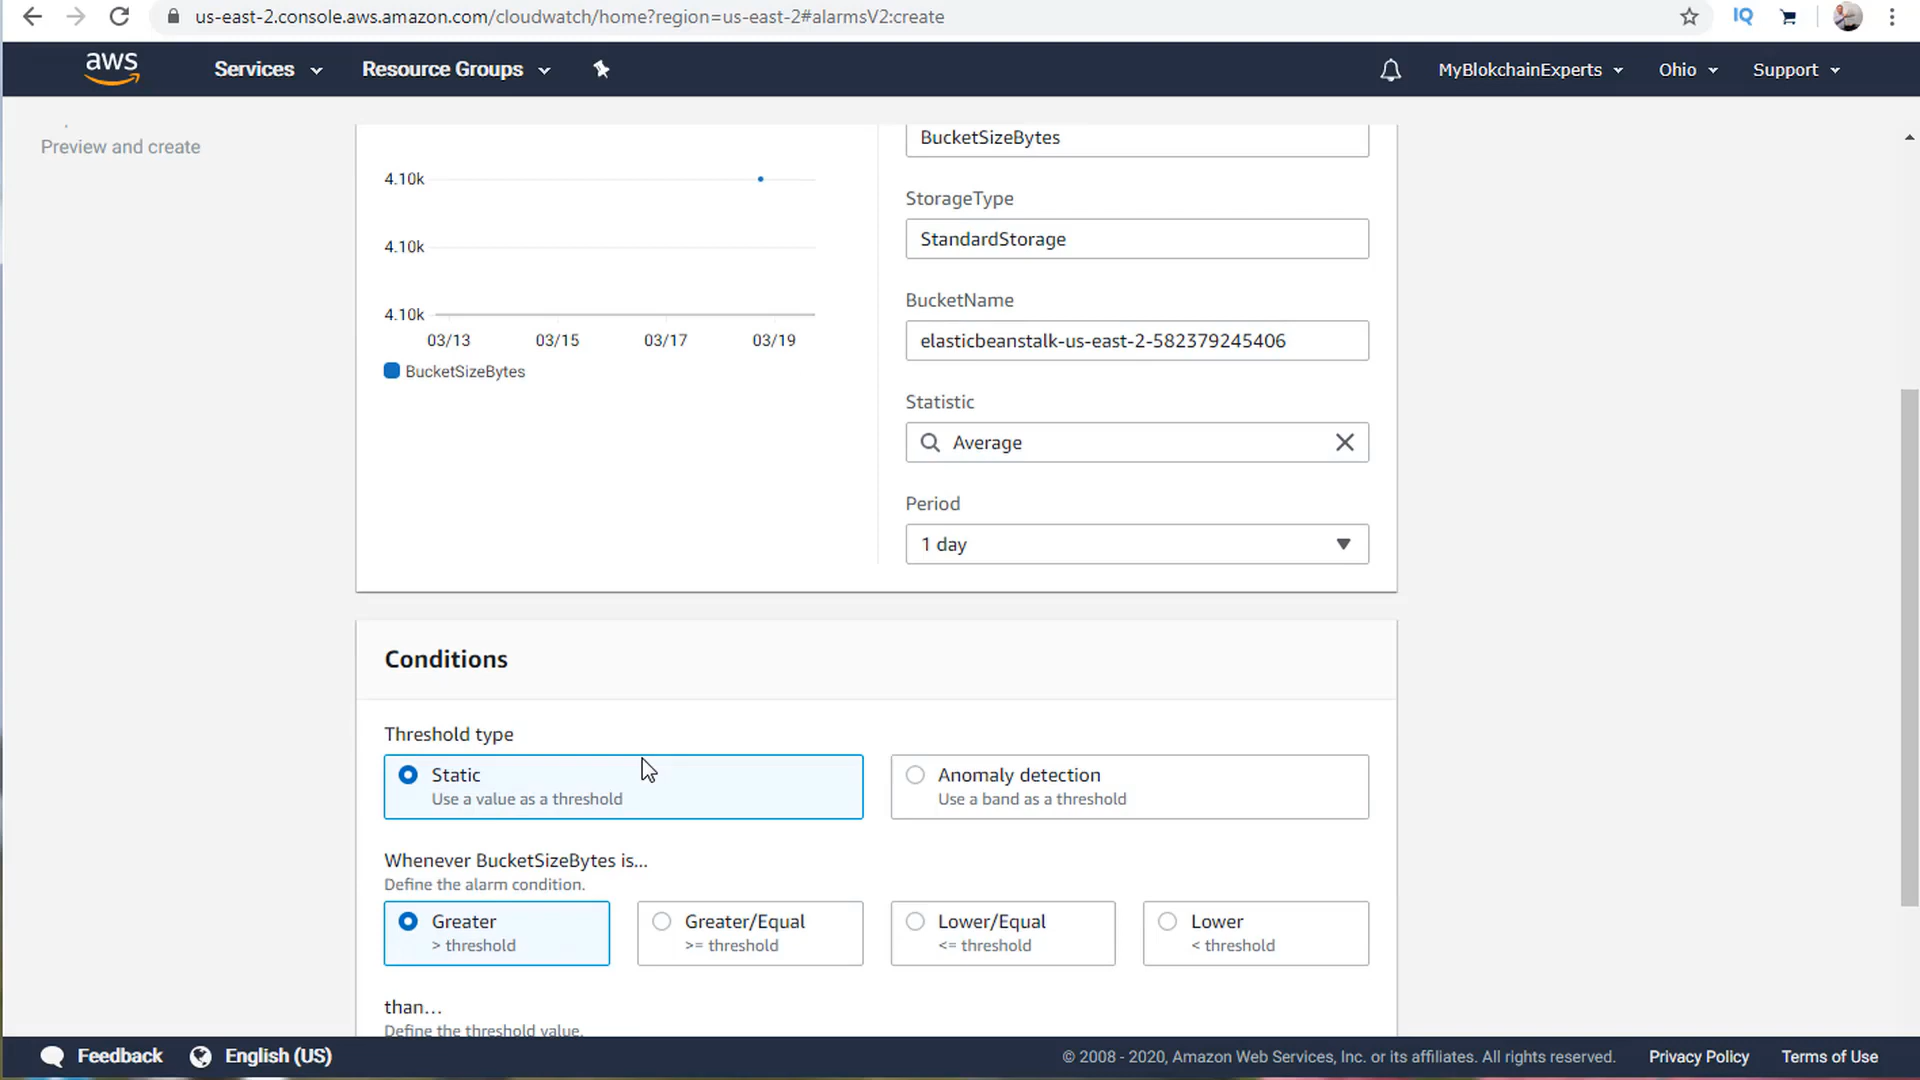 us-east-2.console.aws.amazon.com/cloudwatch/home?region=us-east-2#alarmsV2:create
IQ
aws
Services
Resource Groups
MyBlokchainExperts
Ohio
Support
Preview and create
BucketSizeBytes
4.10k
StorageType
StandardStorage
4.10k
BucketName
4.10k
elasticbeanstalk-us-east-2-582379245406
03/13
03/15
03/17
03/19
BucketSizeBytes
Statistic
Average
Period
1 day
Conditions
Threshold type
Static
Use a value as a threshold
Anomaly detection
Use a band as a threshold
Whenever BucketSizeBytes is...
Define the alarm condition.
Greater
> threshold
Greater/Equal
>= threshold
Lower/Equal
<= threshold
Lower
< threshold
than...
Define the threshold value.
Feedback
English (US)
© 2008 - 2020, Amazon Web Services, Inc. or its affiliates. All rights reserved.
Privacy Policy
Terms of Use